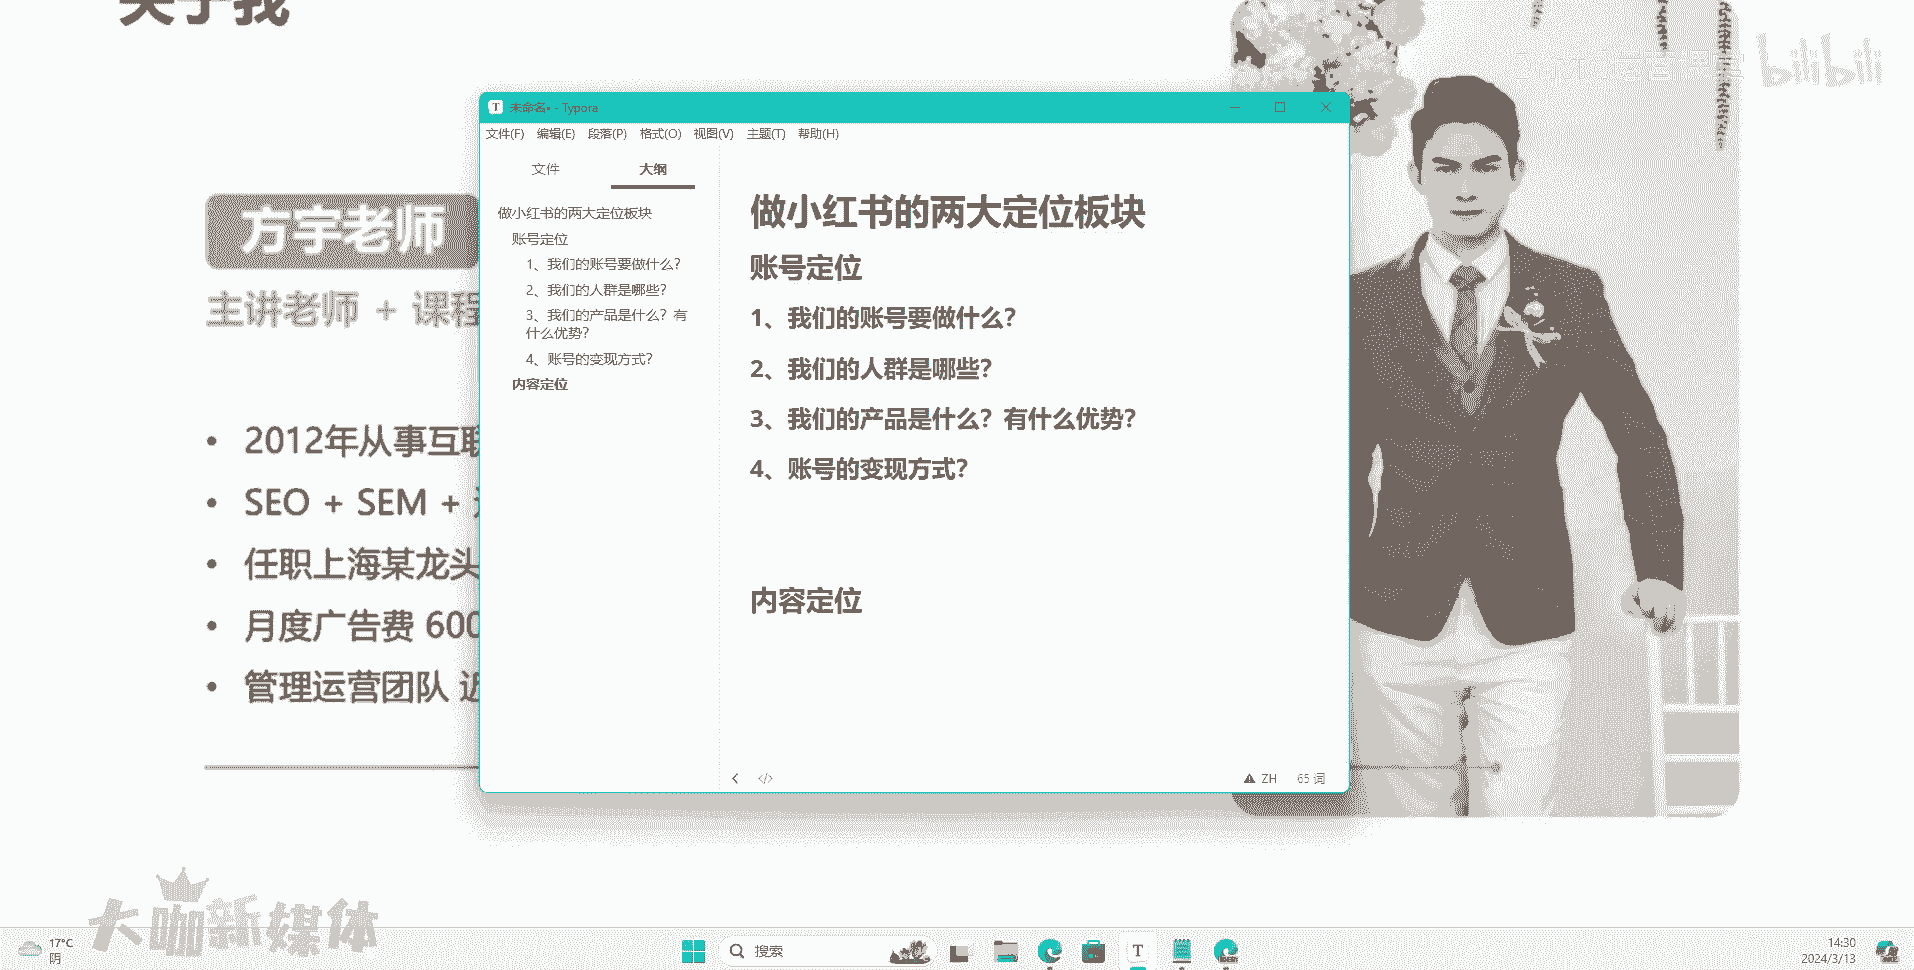 关于我
bilibili
未命名• - Typora
文件(F) 编辑(E) 段落(P) 格式(O) 视图(V) 主题(T) 帮助(H)
文件 大纲
做小红书的两大定位板块
账号定位
1、我们的账号要做什么？
2、我们的人群是哪些？
3、我们的产品是什么？有
什么优势？
4、账号的变现方式？
内容定位
做小红书的两大定位板块
账号定位
1、我们的账号要做什么？
2、我们的人群是哪些？
3、我们的产品是什么？有什么优势？
4、账号的变现方式？
内容定位
ZH 65 词
方宇老师
主讲老师 + 课程
2012年从事互联
SEO + SEM +
任职上海某龙头
月度广告费 600
管理运营团队 近
大咖新媒体
17°C
阴
搜索
14:30
2024/3/13